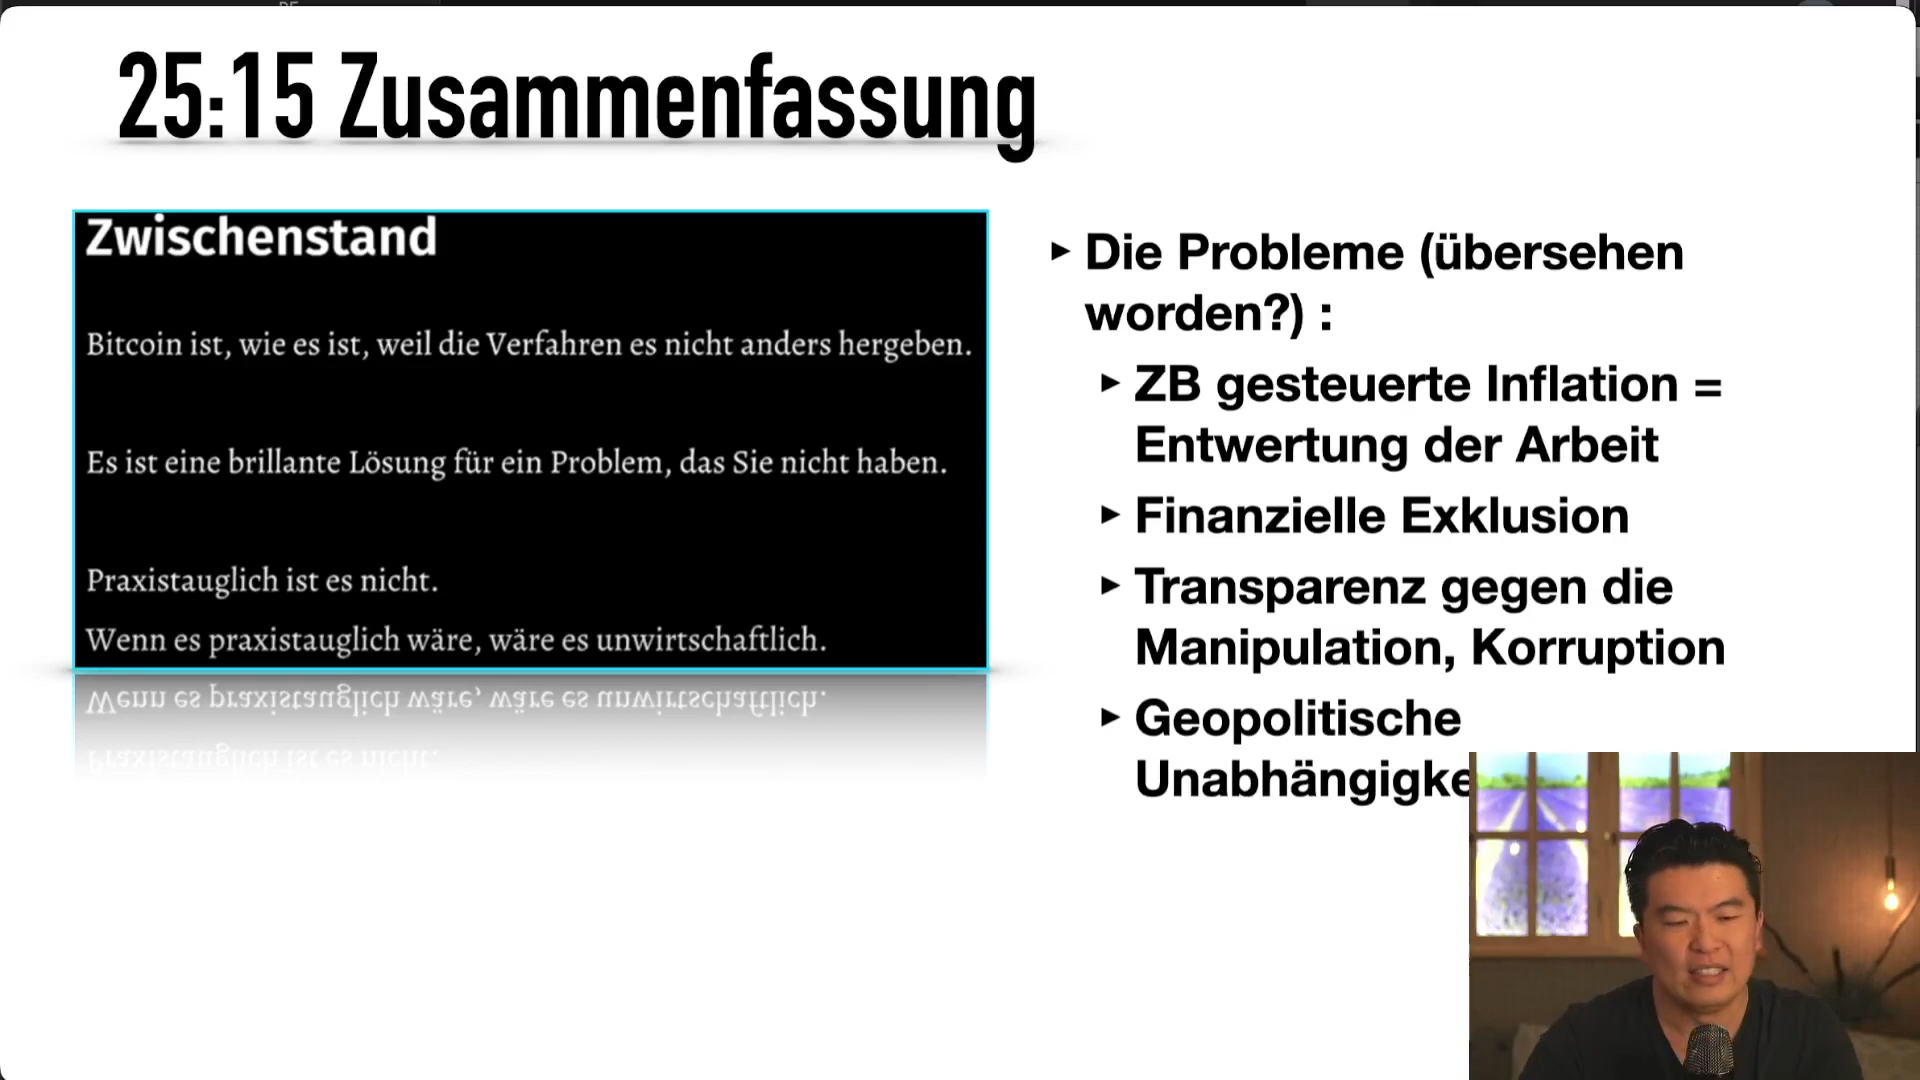 25:15 Zusammenfassung
Zwischenstand
Bitcoin ist, wie es ist, weil die Verfahren es nicht anders hergeben.
Es ist eine brillante Lösung für ein Problem, das Sie nicht haben.
Praxistauglich ist es nicht.
Wenn es praxistauglich wäre, wäre es unwirtschaftlich.
▸ Die Probleme (übersehen
worden?) :
▸ ZB gesteuerte Inflation =
Entwertung der Arbeit
▸ Finanzielle Exklusion
▸ Transparenz gegen die
Manipulation, Korruption
▸ Geopolitische